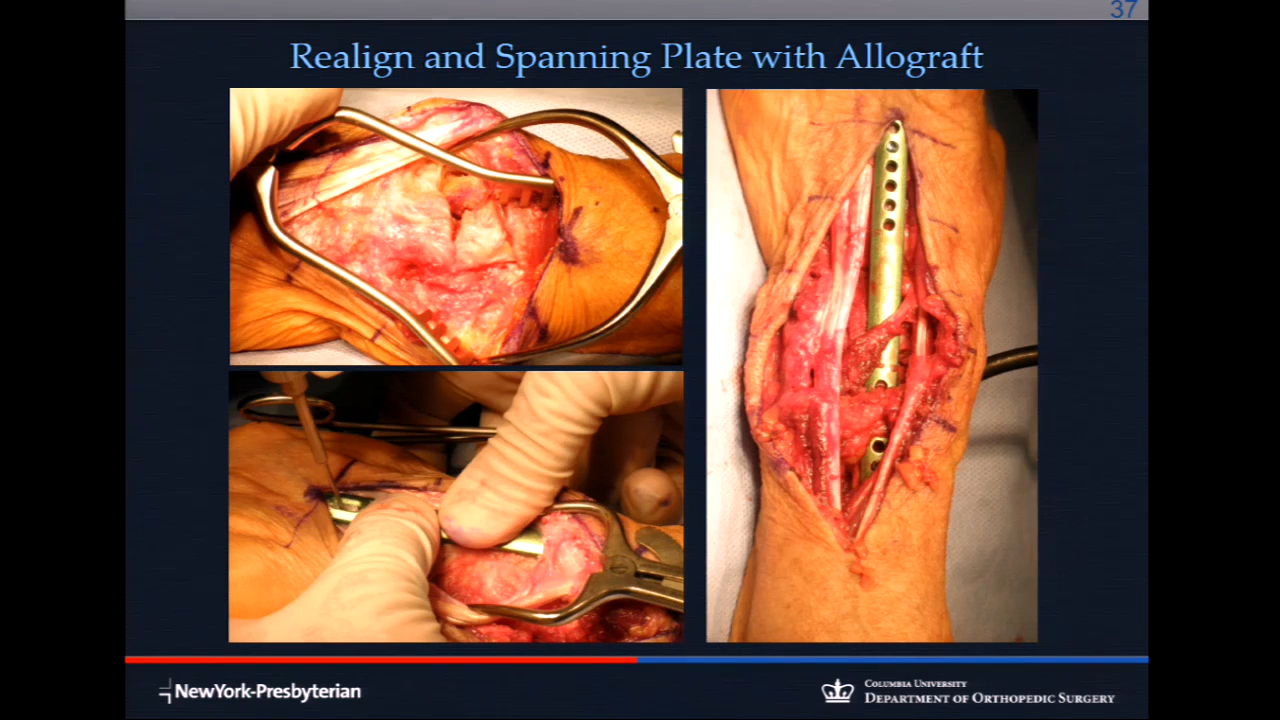 37
Realign and Spanning Plate with Allograft
NewYork-Presbyterian
Columbia University
Department of Orthopedic Surgery